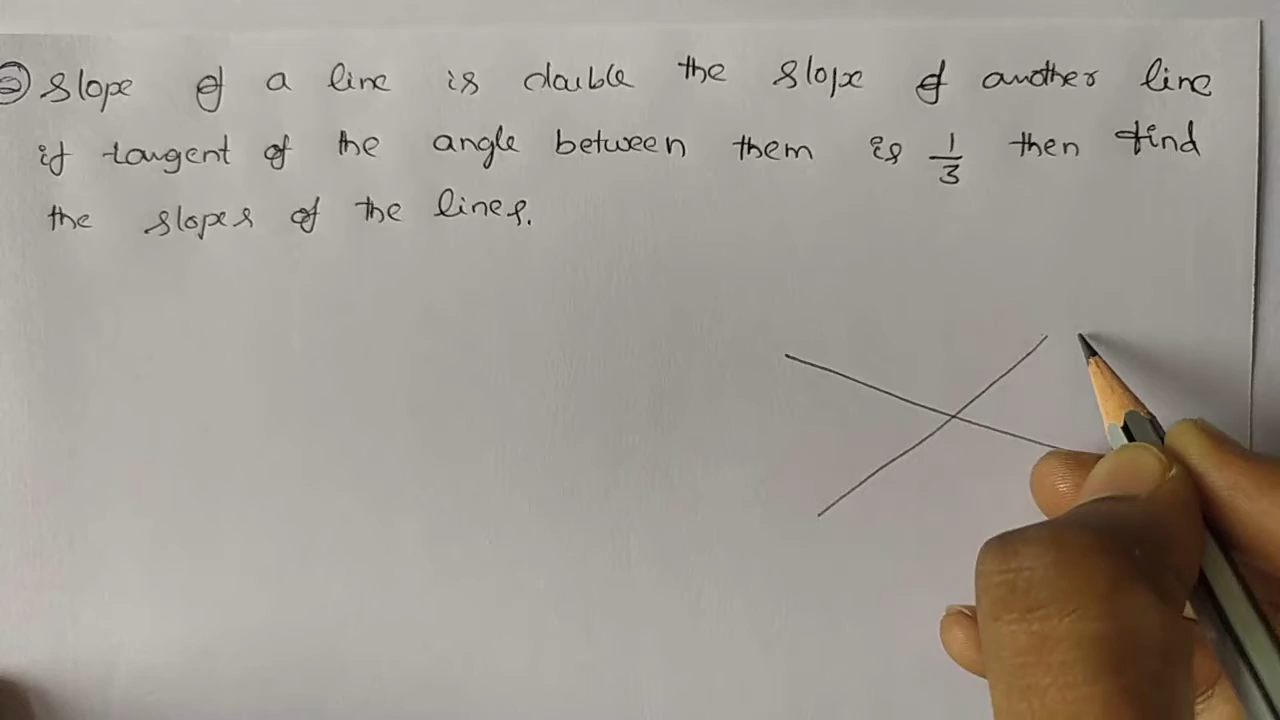 ② Slope of a line is double the slope of another line
if tangent of the angle between them is 1/3 then find
the slopes of the lines.